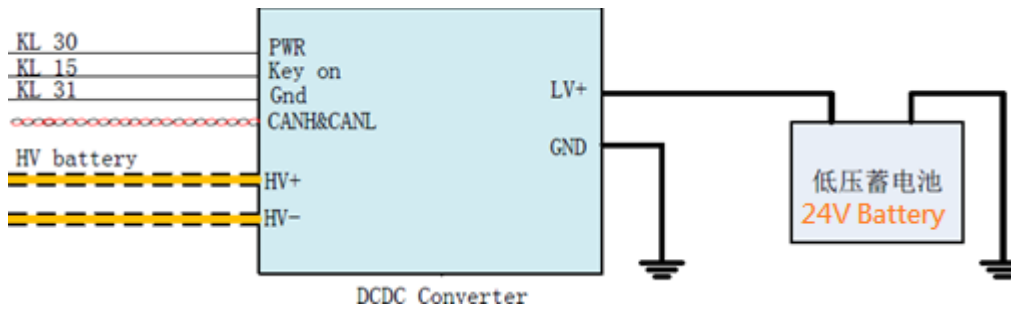 KL 30
KL 15
KL 31
HV battery
PWR
Key on
Gnd
CANH&CANL
HV+
HV-
LV+
GND
DCDC Converter
低压蓄电池
24V Battery